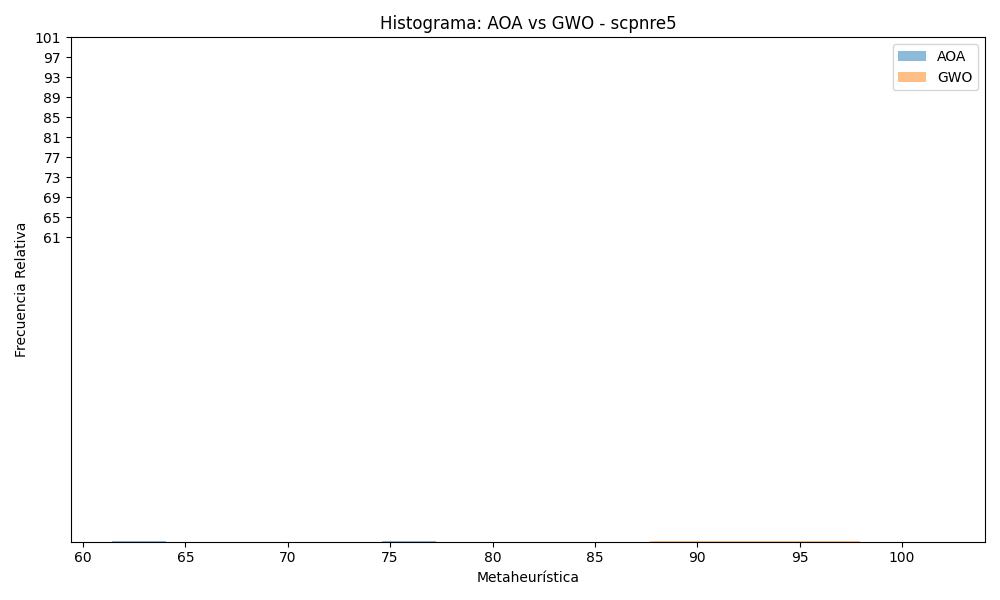 Histograma: AOA vs GWO - scpnre5
AOA
GWO
101
97
93
89
85
81
77
73
69
65
61
Frecuencia Relativa
60 65 70 75 80 85 90 95 100
Metaheurística